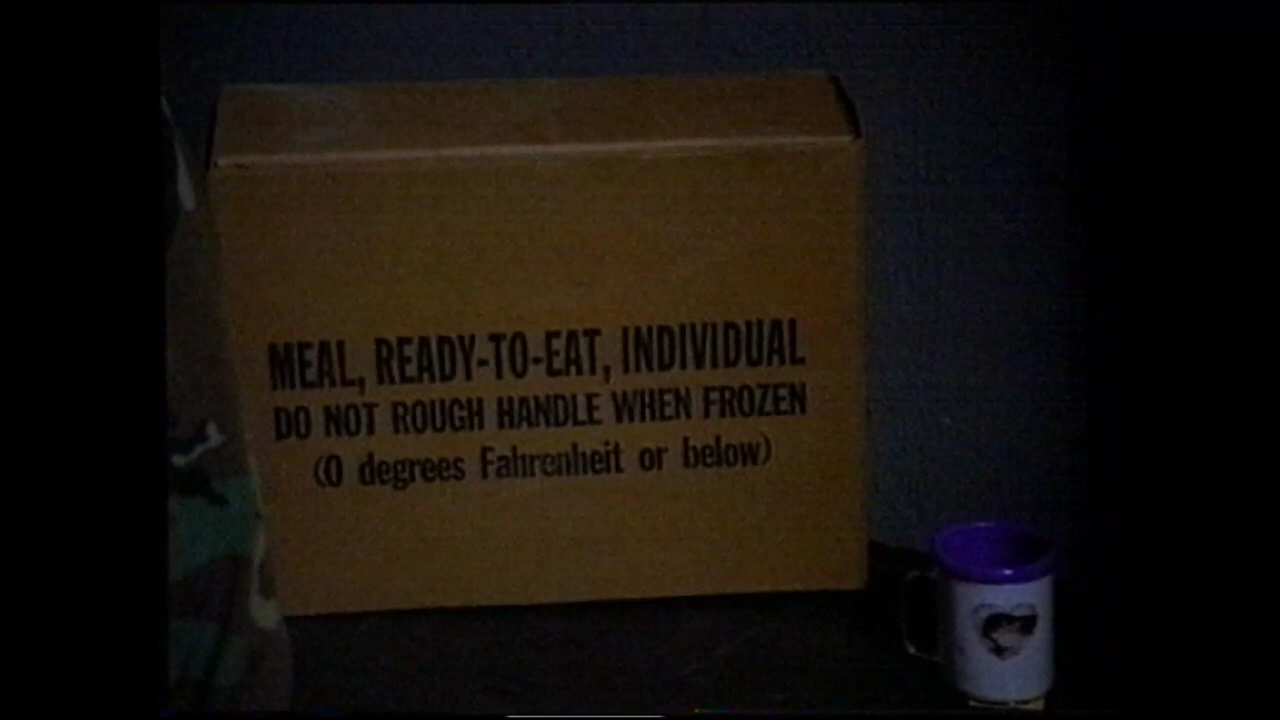 MEAL, READY-TO-EAT, INDIVIDUAL
DO NOT ROUGH HANDLE WHEN FROZEN
(0 degrees Fahrenheit or below)